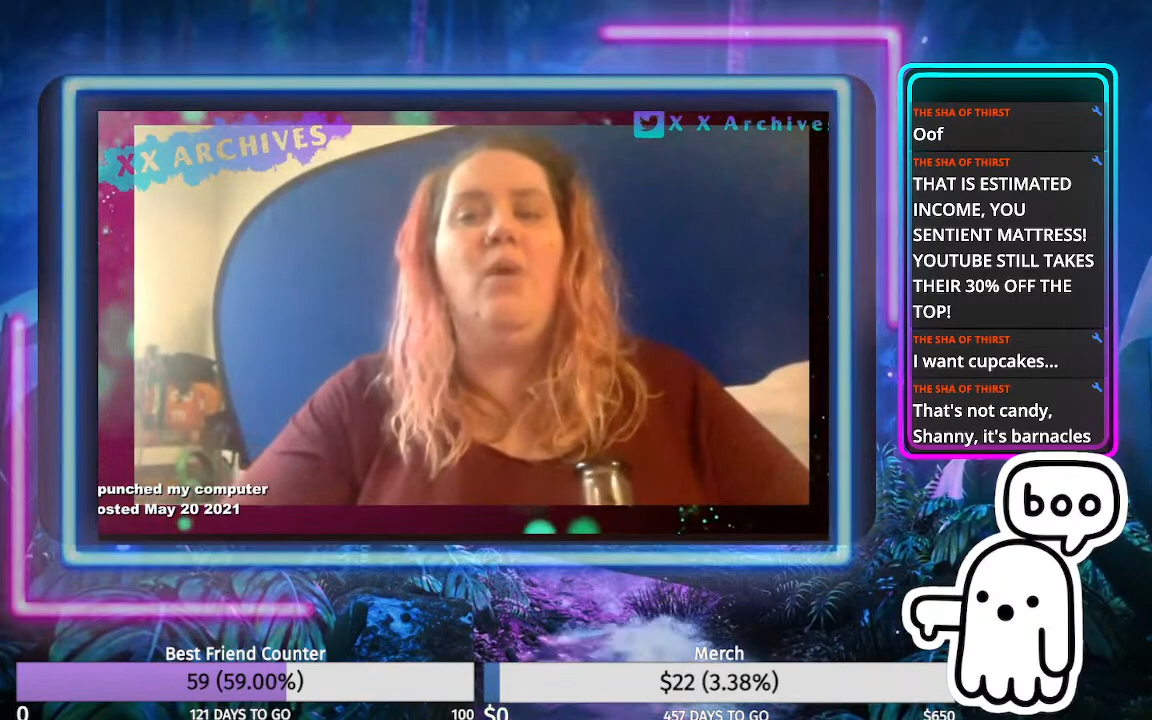 XX ARCHIVES
X X Archive
punched my computer
osted May 20 2021
THE SHA OF THIRST
Oof
THE SHA OF THIRST
THAT IS ESTIMATED
INCOME, YOU
SENTIENT MATTRESS!
YOUTUBE STILL TAKES
THEIR 30% OFF THE
TOP!
THE SHA OF THIRST
I want cupcakes...
THE SHA OF THIRST
That's not candy,
Shanny, it's barnacles
boo
Best Friend Counter
59 (59.00%)
0 121 DAYS TO GO 100
Merch
$22 (3.38%)
$0 457 DAYS TO GO $650